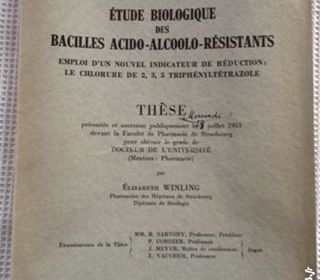 ÉTUDE BIOLOGIQUE
DES
BACILLES ACIDO-ALCOOLO-RÉSISTANTS
EMPLOI D'UN NOUVEL INDICATEUR DE RÉDUCTION :
LE CHLORURE DE 2, 3, 5 TRIPHÉNYLTÉTRAZOLE
THÈSE
présentée et soutenue publiquement le juillet 1953
devant la Faculté de Pharmacie de Strasbourg
pour obtenir le grade de
DOCTEUR DE L'UNIVERSITÉ
(Mention : Pharmacie)
par
ÉLISABETH WINLING
Pharmacien des Hôpitaux de Strasbourg
Diplômée de Sérologie
MM. R. SARTORY, Professeur, Président
P. CORDIER, Professeur
Examinateurs de la Thèse
J. MEYER, Maître de conférences
Juges
E. VAUCHER, Professeur